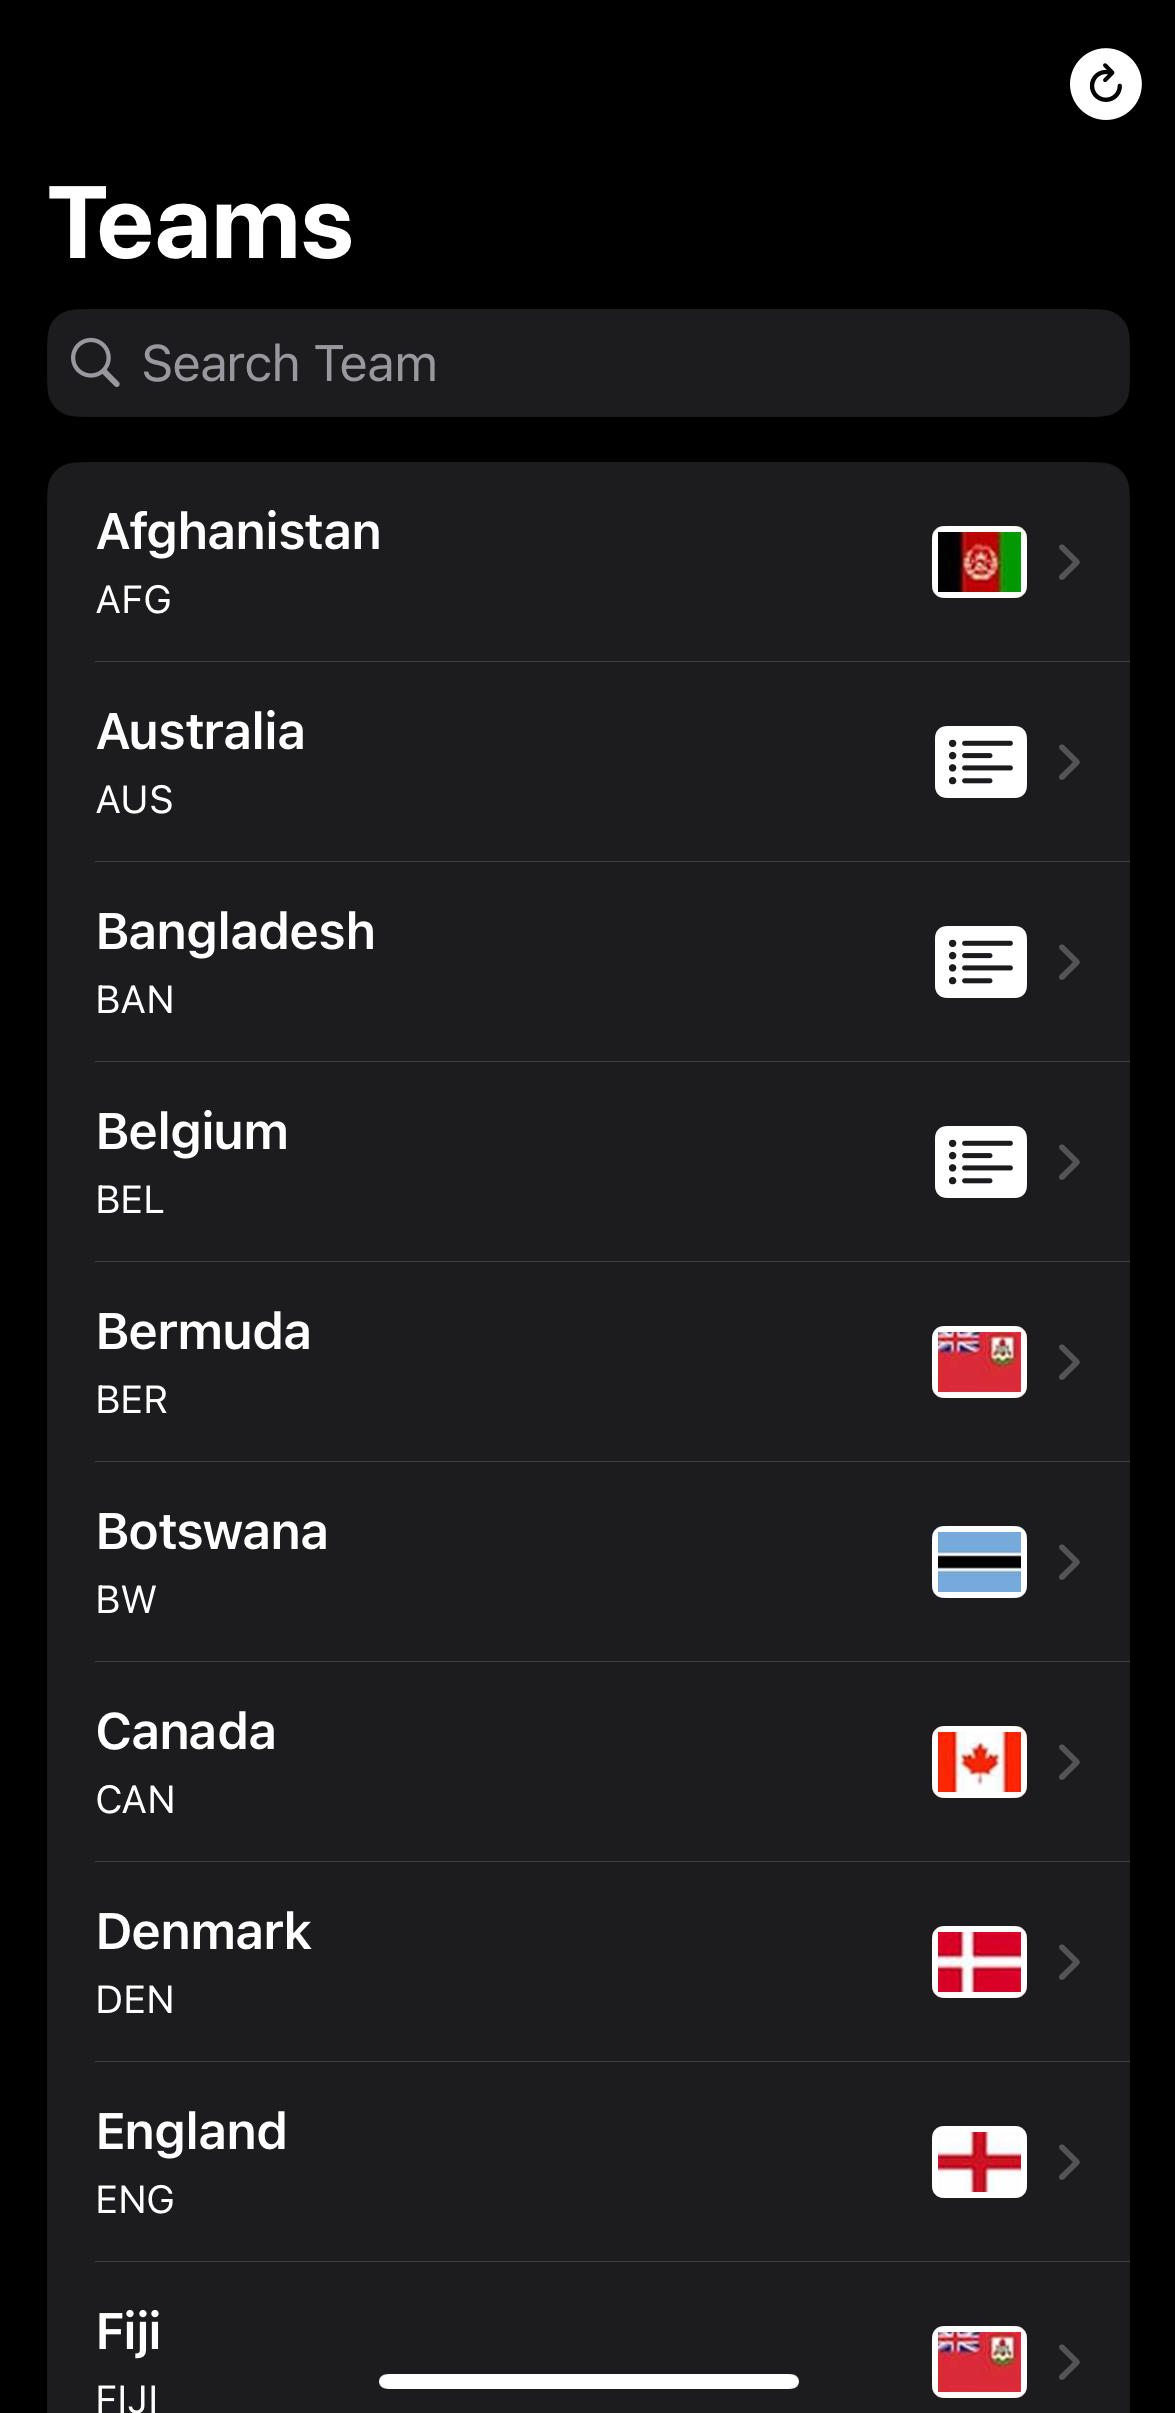 Teams
Search Team
Afghanistan
AFG
Australia
AUS
Bangladesh
BAN
Belgium
BEL
Bermuda
BER
Botswana
BW
Canada
CAN
Denmark
DEN
England
ENG
Fiji
FIJI